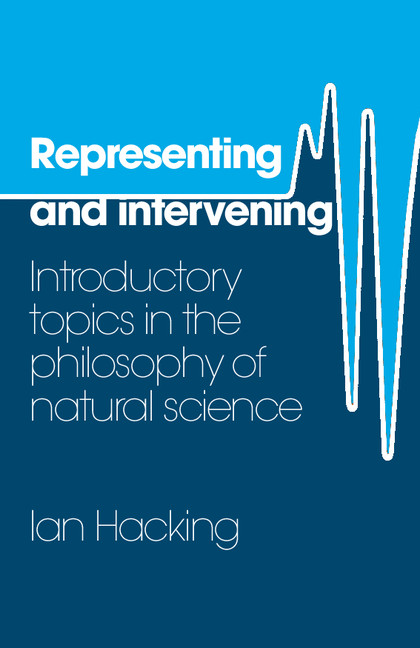 Representing
and intervening
Introductory
topics in the
philosophy of
natural science
Ian Hacking